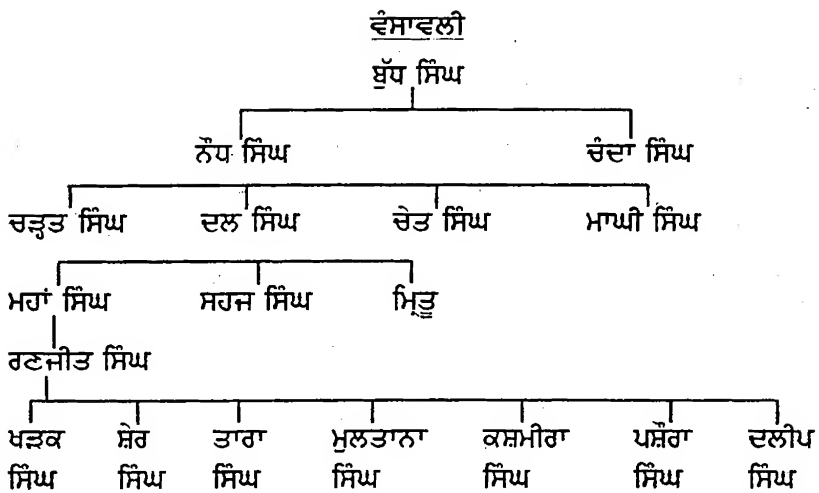 ਵੰਸਾਵਲੀ
ਬੁੱਧ ਸਿੰਘ
ਨੌਧ ਸਿੰਘ ਚੰਦਾ ਸਿੰਘ
ਚੜ੍ਹਤ ਸਿੰਘ ਦਲ ਸਿੰਘ ਚੇਤ ਸਿੰਘ ਮਾਘੀ ਸਿੰਘ
ਮਹਾਂ ਸਿੰਘ ਸਹਜ ਸਿੰਘ ਮ੍ਰਿਤੂ
ਰਣਜੀਤ ਸਿੰਘ
ਖੜਕ ਸ਼ੇਰ ਤਾਰਾ ਮੁਲਤਾਨਾ ਕਸ਼ਮੀਰਾ ਪਸ਼ੌਰਾ ਦਲੀਪ
ਸਿੰਘ ਸਿੰਘ ਸਿੰਘ ਸਿੰਘ ਸਿੰਘ ਸਿੰਘ ਸਿੰਘ